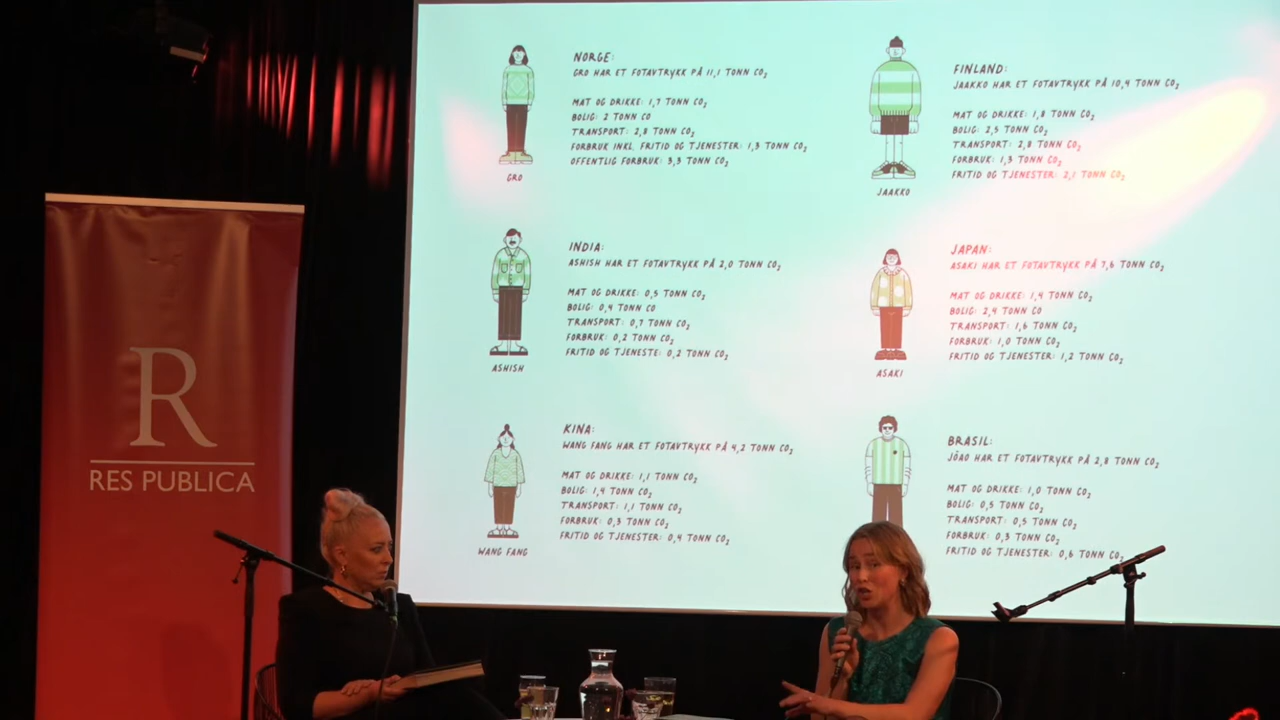 NORGE:
GRO HAR ET FOTAVTRYKK PÅ 11,1 TONN CO2
MAT OG DRIKKE: 1,7 TONN CO2
BOLIG: 2 TONN CO
TRANSPORT: 2,8 TONN CO2
FORBRUK INKL. FRITID OG TJENESTER: 1,3 TONN CO2
OFFENTLIG FORBRUK: 3,3 TONN CO2
GRO
FINLAND:
JAAKKO HAR ET FOTAVTRYKK PÅ 10,4 TONN CO2
MAT OG DRIKKE: 1,8 TONN CO2
BOLIG: 2,5 TONN CO2
TRANSPORT: 2,8 TONN CO2
FORBRUK: 1,3 TONN CO2
FRITID OG TJENESTER: 2,1 TONN CO2
JAAKKO
INDIA:
ASHISH HAR ET FOTAVTRYKK PÅ 2,0 TONN CO2
MAT OG DRIKKE: 0,5 TONN CO2
BOLIG: 0,4 TONN CO
TRANSPORT: 0,7 TONN CO2
FORBRUK: 0,2 TONN CO2
FRITID OG TJENESTE: 0,2 TONN CO2
ASHISH
JAPAN:
ASAKI HAR ET FOTAVTRYKK PÅ 7,6 TONN CO2
MAT OG DRIKKE: 1,4 TONN CO2
BOLIG: 2,4 TONN CO
TRANSPORT: 1,6 TONN CO2
FORBRUK: 1,0 TONN CO2
FRITID OG TJENESTER: 1,2 TONN CO2
ASAKI
KINA:
WANG FANG HAR ET FOTAVTRYKK PÅ 4,2 TONN CO2
MAT OG DRIKKE: 1,1 TONN CO2
BOLIG: 1,4 TONN CO2
TRANSPORT: 1,1 TONN CO2
FORBRUK: 0,3 TONN CO2
FRITID OG TJENESTER: 0,4 TONN CO2
WANG FANG
BRASIL:
JÕAO HAR ET FOTAVTRYKK PÅ 2,8 TONN CO2
MAT OG DRIKKE: 1,0 TONN CO2
BOLIG: 0,5 TONN CO2
TRANSPORT: 0,5 TONN CO2
FORBRUK: 0,3 TONN CO2
FRITID OG TJENESTER: 0,6 TONN CO2
R
RES PUBLICA